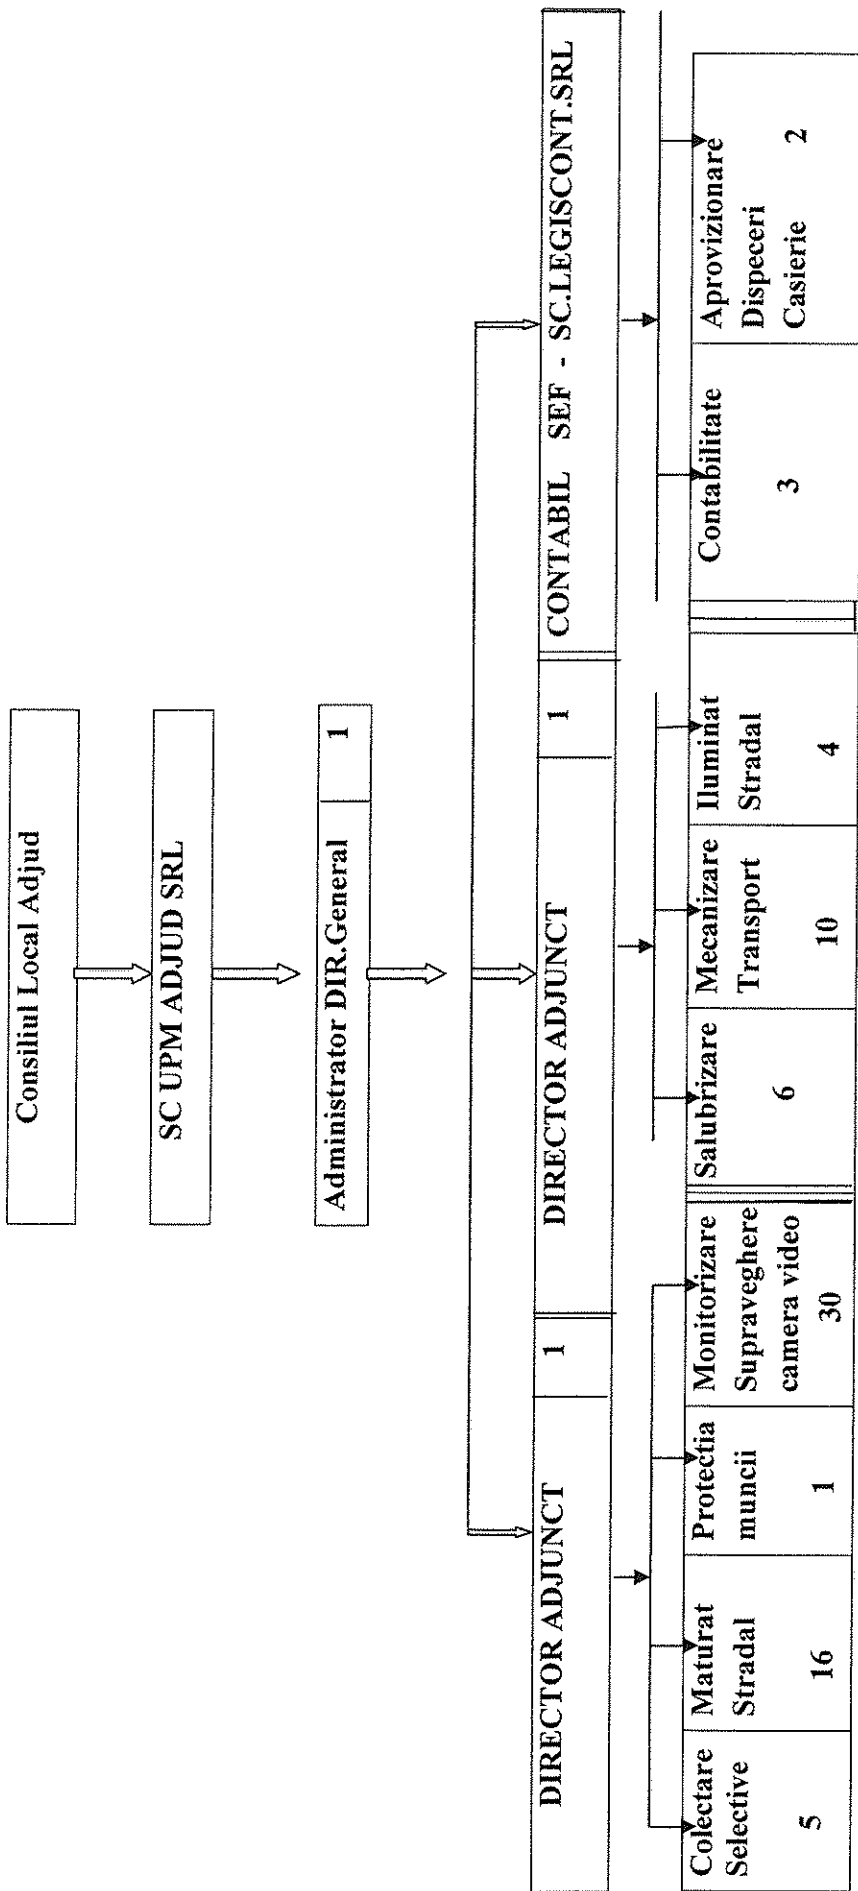 Consiliul Local Adjud
SC UPM ADJUD SRL
Administrator DIR.General 1
DIRECTOR ADJUNCT 1
DIRECTOR ADJUNCT 1
CONTABIL SEF - SC.LEGISCONT.SRL
Colectare
Selective
5
Maturat
Stradal
16
Protectia
muncii
1
Monitorizare
Supraveghere
camera video
30
Salubrizare
6
Mecanizare
Transport
10
Iluminat
Stradal
4
Contabilitate
3
Aprovizionare
Dispeceri
Casierie
2